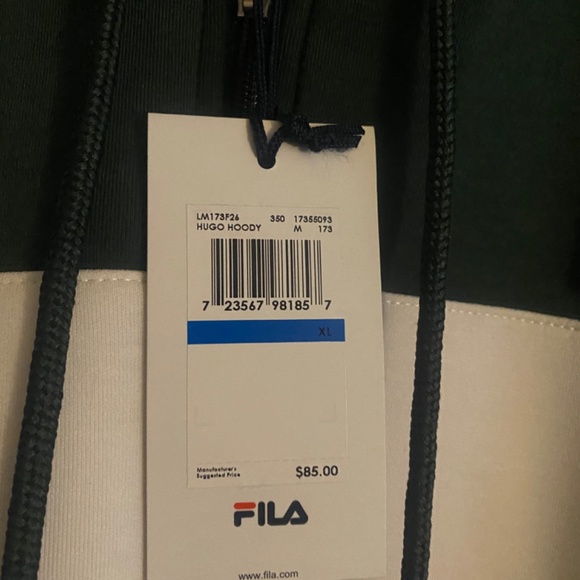 LM173P26 350 17355093
HUGO HOODY M 173
7 23567 98185 7
XL
Manufacturer's
Suggested Price $85.00
FILA
www.fila.com